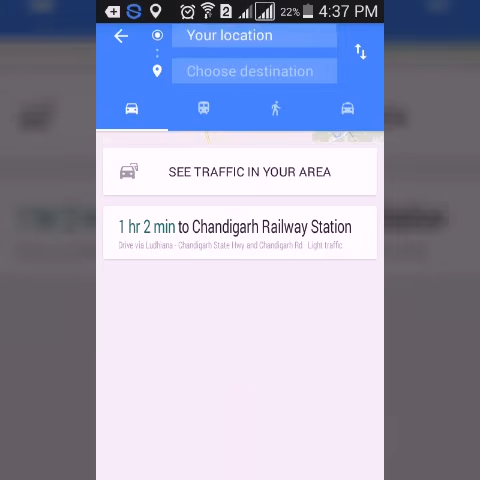 2 22% 4:37 PM
Your location
Choose destination
SEE TRAFFIC IN YOUR AREA
1 hr 2 min to Chandigarh Railway Station
Drive via Ludhiana - Chandigarh State Hwy and Chandigarh Rd Light traffic